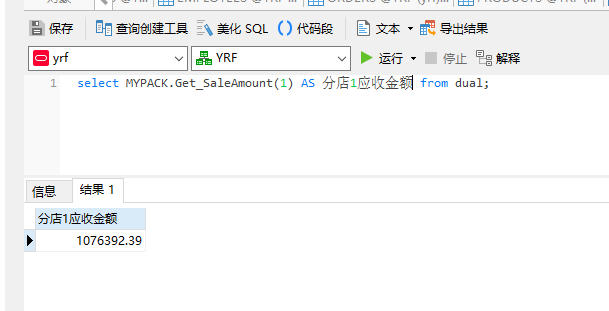 保存 查询创建工具 美化 SQL () 代码段 文本 导出结果
yrf YRF 运行 停止 解释
1 select MYPACK.Get_SaleAmount(1) AS 分店1应收金额 from dual;
信息 结果 1
分店1应收金额
1076392.39